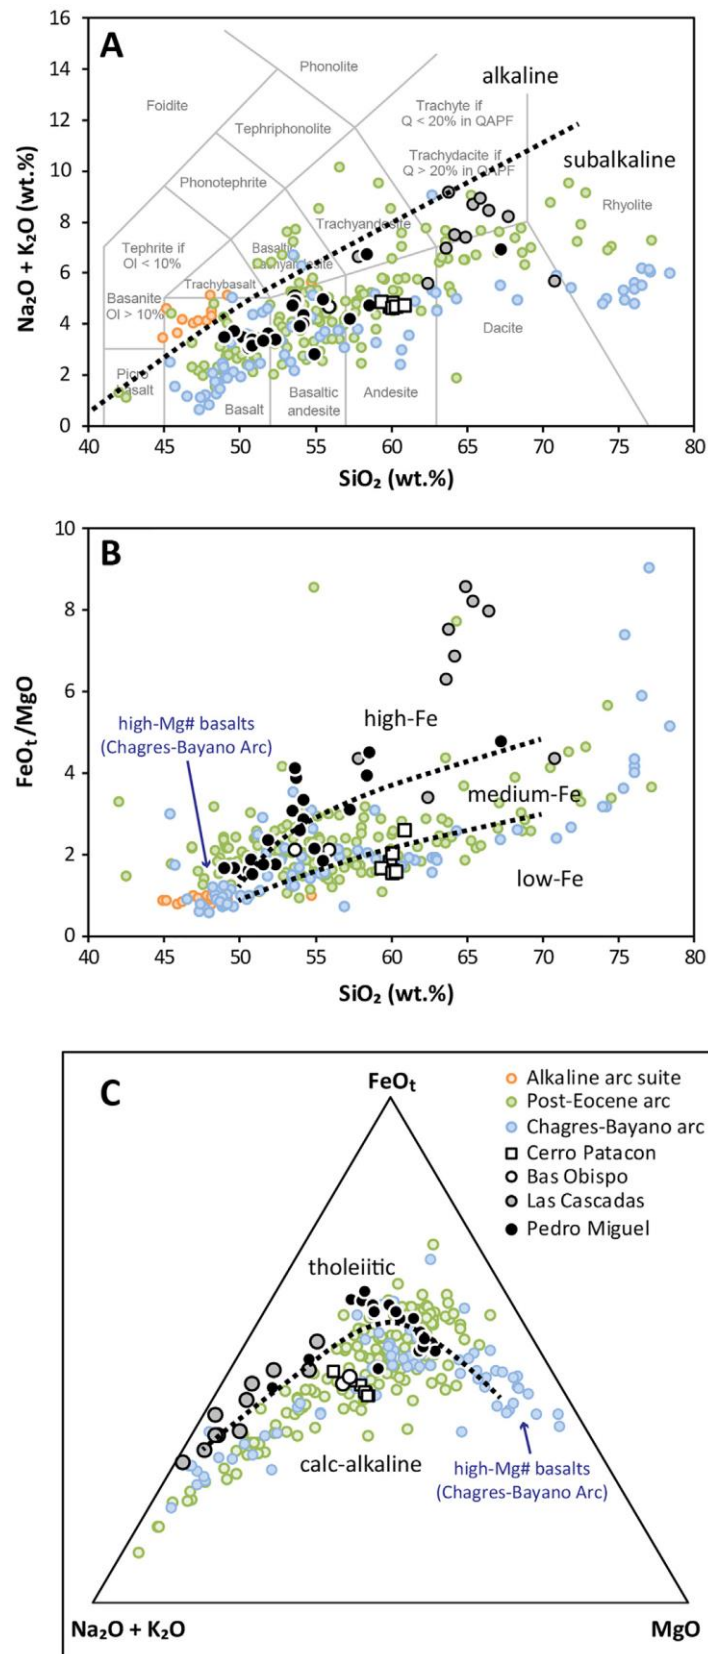 A
16
14
12
10
8
6
4
2
0
Na₂O + K₂O (wt.%)
Phonolite
alkaline
Foidite
Trachyte if
Q < 20% in QAPF
Tephriphonolite
Trachydacite if
Q > 20% in QAPF
subalkaline
Phonotephrite
Rhyolite
Trachyandesite
Tephrite if
Ol < 10%
Basaltic
trachyandesite
Trachybasalt
Basanite
Ol > 10%
Dacite
Picro
basalt
Basalt
Basaltic
andesite
Andesite
40 45 50 55 60 65 70 75 80
SiO₂ (wt.%)
B
10
8
6
4
2
0
FeOₜ/MgO
high-Mg# basalts
(Chagres-Bayano Arc)
high-Fe
medium-Fe
low-Fe
40 45 50 55 60 65 70 75 80
SiO₂ (wt.%)
C
FeOₜ
Alkaline arc suite
Post-Eocene arc
Chagres-Bayano arc
Cerro Patacon
Bas Obispo
Las Cascadas
Pedro Miguel
tholeiitic
calc-alkaline
high-Mg# basalts
(Chagres-Bayano Arc)
Na₂O + K₂O
MgO